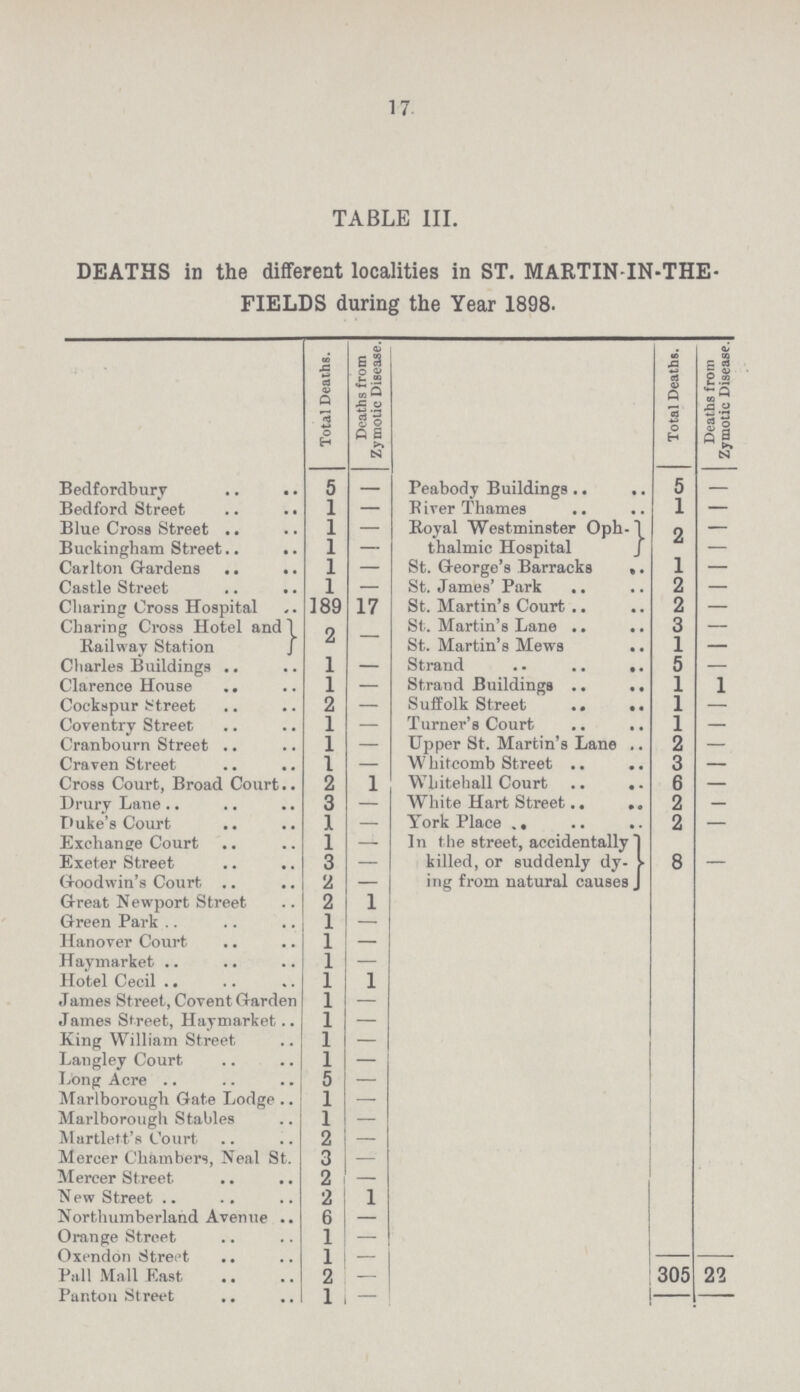 17.
TABLE III.
DEATHS in the different localities in ST. MARTIN-IN-THE-
FIELDS during the Year 1898.
Total Deaths.
Deaths from
Zymotic Disease.
Bedfordbury .. .. 5 —
Bedford Street .. .. 1 —
Blue Cross Street .. .. 1 —
Buckingham Street.. .. 1 —
Carlton Gardens .. .. 1 —
Castle Street .. .. 1 —
Charing Cross Hospital .. 189 17
Charing Cross Hotel and }
Railway Station } 2 —
Charles Buildings .. .. 1 —
Clarence House .. .. 1 —
Cockspur Street .. .. 2 —
Coventry Street .. .. 1 —
Cranbourn Street .. .. 1 —
Craven Street .. .. 1 —
Cross Court, Broad Court.. 2 1
Drury Lane .. .. .. 3 —
Duke's Court .. .. 1 —
Exchange Court .. .. 1 —
Exeter Street .. .. 3 —
Goodwin's Court .. .. 2 —
Great Newport Street .. 2 1
Green Park .. .. .. 1 —
Hanover Court .. .. 1 —
Haymarket .. .. .. 1 —
Hotel Cecil .. .. .. 1 1
James Street, Covent Garden 1 —
James Street, Haymarket .. 1 —
King William Street .. 1 —
Langley Court .. .. 1 —
Long Acre .. .. .. 5 —
Marlborough Gate Lodge .. 1 —
Marlborough Stables .. 1 —
Martlett's Court .. .. 2 —
Mercer Chambers, Neal St. 3 —
Mercer Street .. .. 2 —
New Street .. .. .. 2 1
Northumberland Avenue .. 6 —
Orange Street .. .. 1 —
Oxendon Street .. .. 1 —
Pall Mall East .. .. 2 —
Panton Street .. .. 1 —
Total Deaths.
Deaths from
Zymotic Disease.
Peabody Buildings .. .. 5 —
River Thames .. .. 1 —
Royal Westminster Oph- } 2 —
thalmic Hospital } —
St. George's Barracks .. 1 —
St. James' Park .. .. 2 —
St. Martin's Court .. .. 2 —
St. Martin's Lane .. .. 3 —
St. Martin's Mews .. 1 —
Strand .. .. .. 5 —
Strand Buildings .. .. 1 1
Suffolk Street .. .. 1 —
Turner's Court .. .. 1 —
Upper St. Martin's Lane .. 2 —
Whitcomb Street .. .. 3 —
Whitehall Court .. .. 6 —
White Hart Street .. .. 2 —
York Place .. .. .. 2 —
In the street, accidentally }
killed, or suddenly dy- } 8 —
ing from natural causes }
305 22